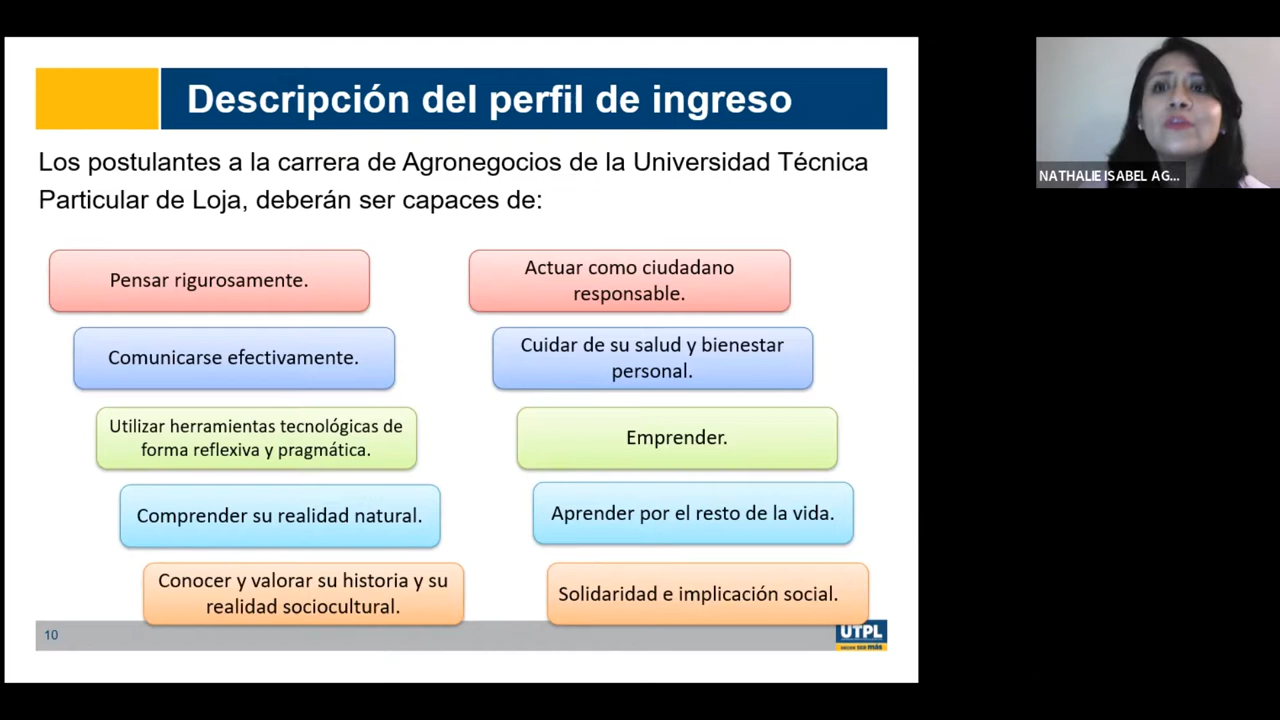 Descripción del perfil de ingreso
Los postulantes a la carrera de Agronegocios de la Universidad Técnica
Particular de Loja, deberán ser capaces de:
Pensar rigurosamente.
Comunicarse efectivamente.
Utilizar herramientas tecnológicas de
forma reflexiva y pragmática.
Comprender su realidad natural.
Conocer y valorar su historia y su
realidad sociocultural.
Actuar como ciudadano
responsable.
Cuidar de su salud y bienestar
personal.
Emprender.
Aprender por el resto de la vida.
Solidaridad e implicación social.
10
UTPL
DECIDE SER más
NATHALIE ISABEL AG...